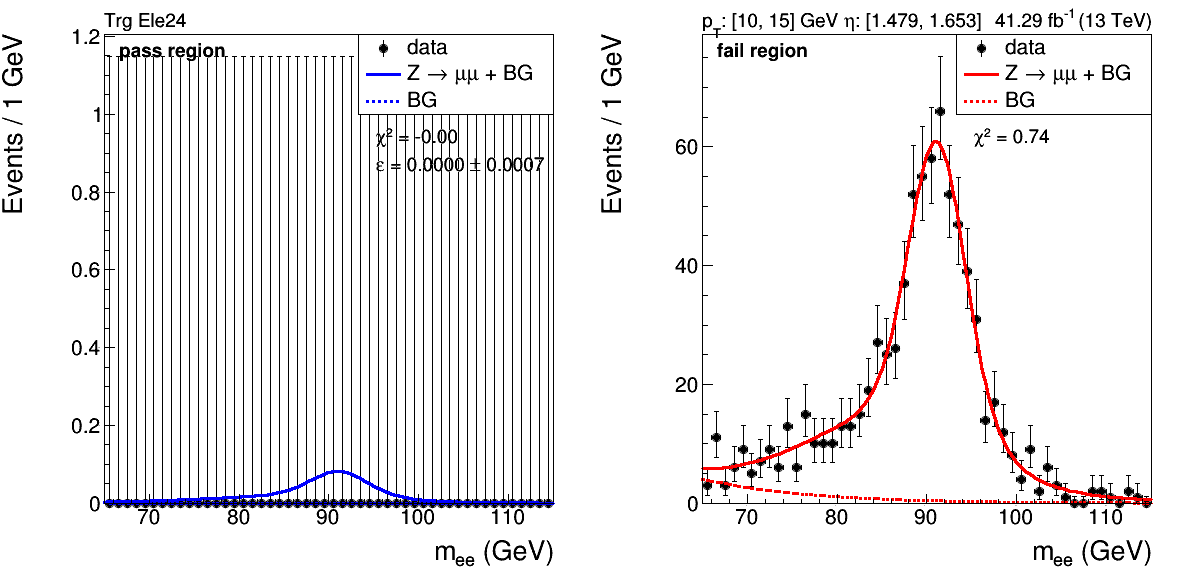 Trg Ele24
pass region
Events / 1 GeV
data
Z → μμ + BG
BG
χ² = -0.00
ε = 0.0000 ± 0.0007
1.2
1
0.8
0.6
0.4
0.2
0
70 80 90 100 110
m_ee (GeV)
p_T: [10, 15] GeV η: [1.479, 1.653] 41.29 fb⁻¹ (13 TeV)
fail region
Events / 1 GeV
data
Z → μμ + BG
BG
χ² = 0.74
60
40
20
0
70 80 90 100 110
m_ee (GeV)